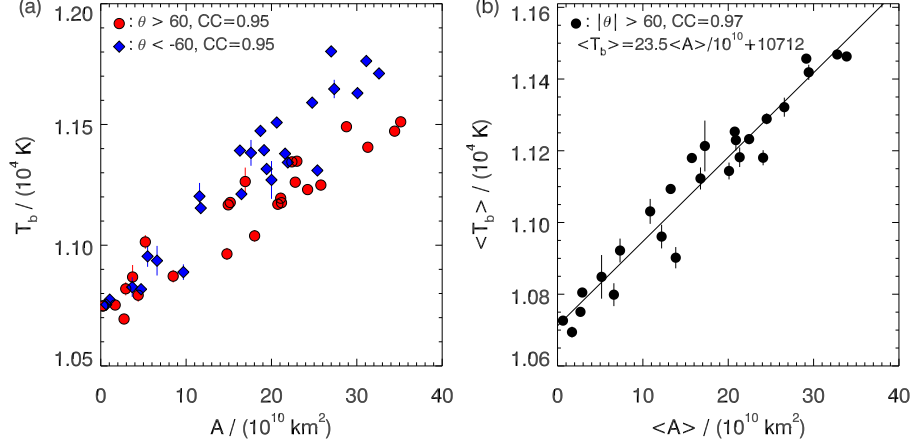 (a)
: θ > 60, CC=0.95
: θ < -60, CC=0.95
1.20
1.15
1.10
1.05
T_b / (10^4 K)
0 10 20 30 40
A / (10^10 km^2)
(b)
: |θ| > 60, CC=0.97
<T_b>=23.5<A>/10^10+10712
1.16
1.14
1.12
1.10
1.08
1.06
<T_b> / (10^4 K)
0 10 20 30 40
<A> / (10^10 km^2)